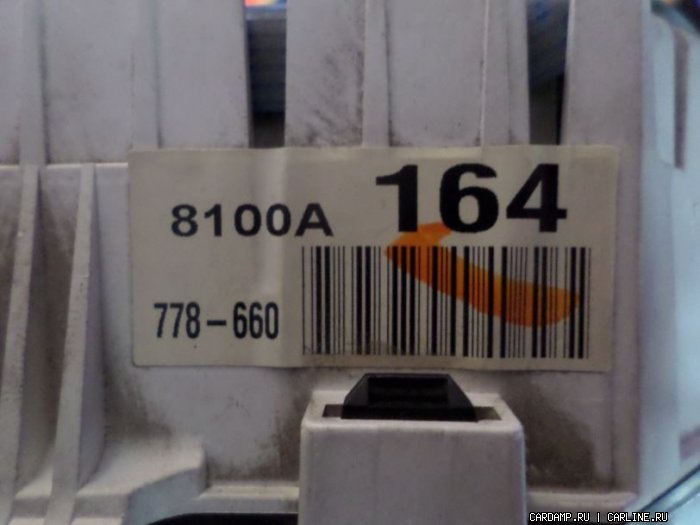 8100A 164
778-660
CARDAMP.RU | CARLINE.RU